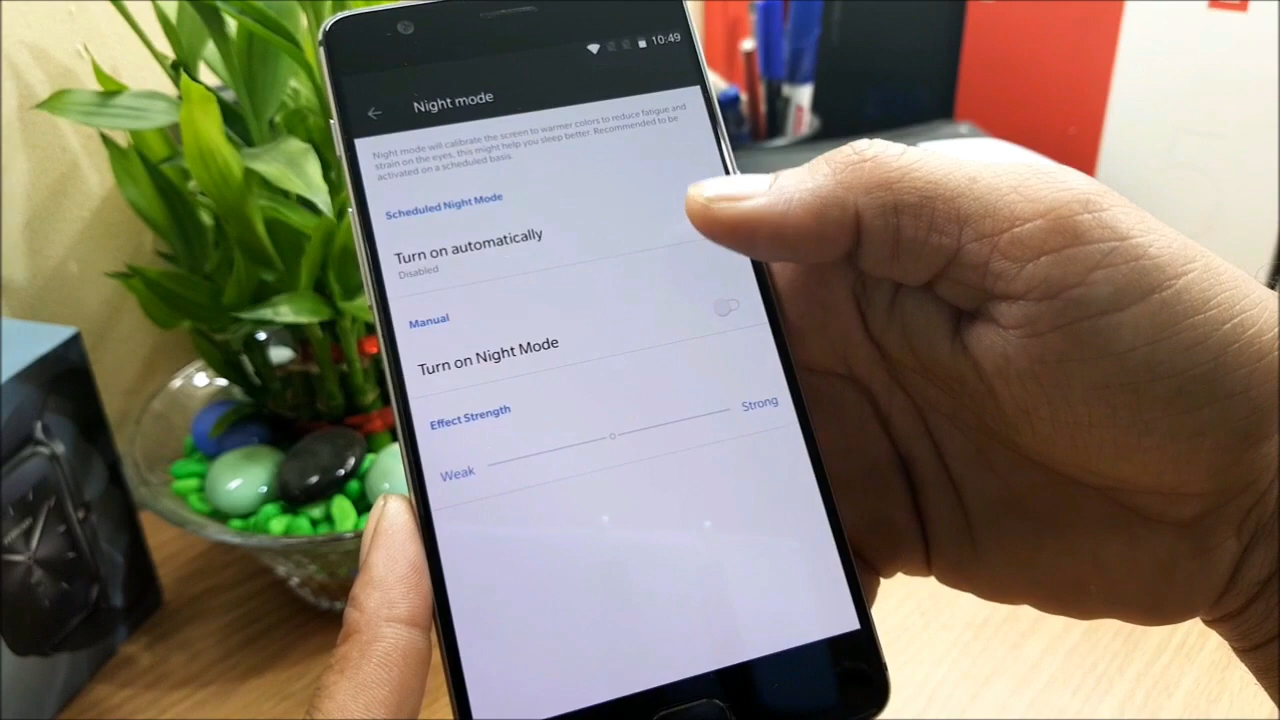 10:49
Night mode
Night mode will calibrate the screen to warmer colors to reduce fatigue and
strain on the eyes, this might help you sleep better. Recommended to be
activated on a scheduled basis.
Scheduled Night Mode
Turn on automatically
Disabled
Manual
Turn on Night Mode
Effect Strength
Weak
Strong